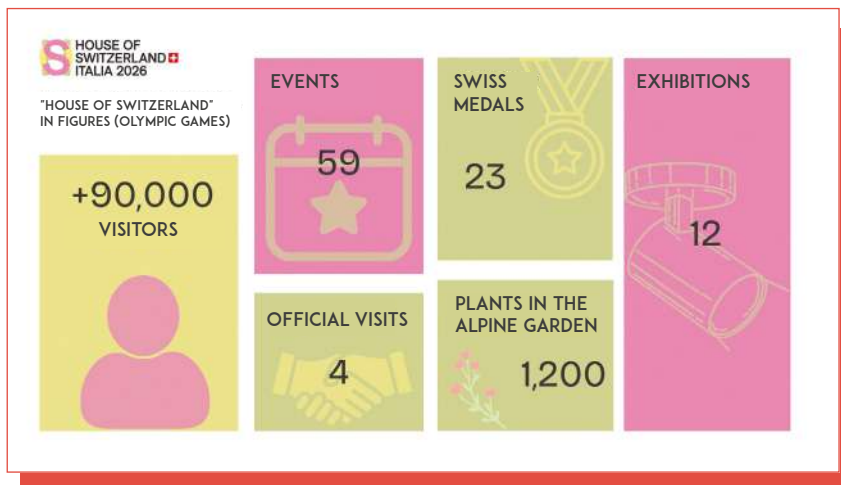 S HOUSE OF
SWITZERLAND
ITALIA 2026
"HOUSE OF SWITZERLAND"
IN FIGURES (OLYMPIC GAMES)
+90,000
VISITORS
EVENTS
59
OFFICIAL VISITS
4
SWISS
MEDALS
23
PLANTS IN THE
ALPINE GARDEN
1,200
EXHIBITIONS
12